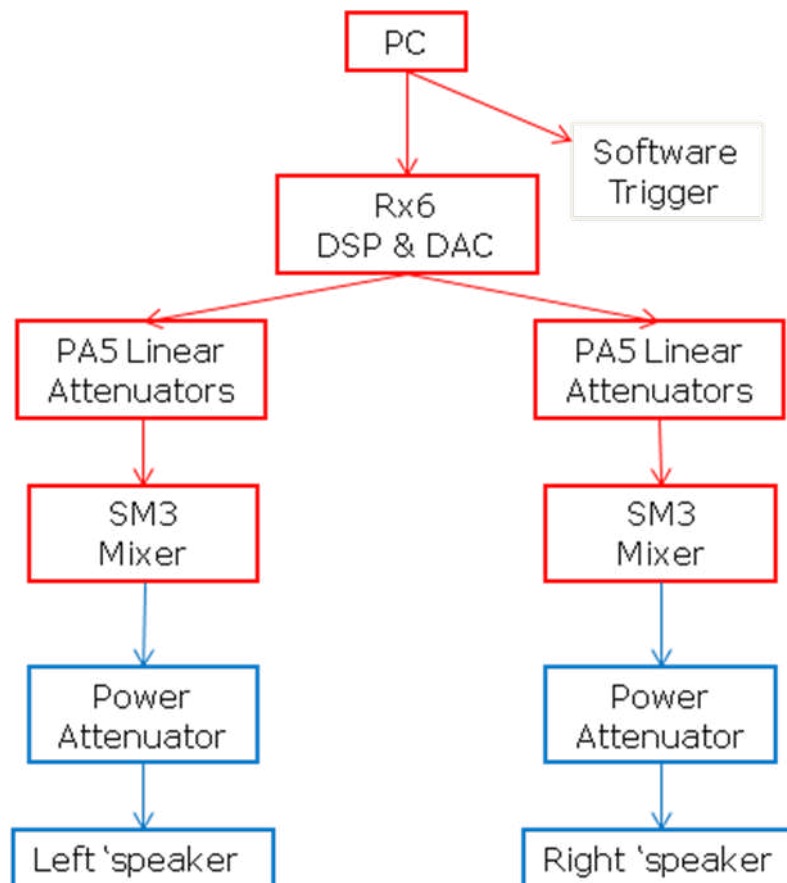 PC
Software
Trigger
Rx6
DSP & DAC
PA5 Linear
Attenuators
PA5 Linear
Attenuators
SM3
Mixer
SM3
Mixer
Power
Attenuator
Power
Attenuator
Left ‘speaker
Right ‘speaker